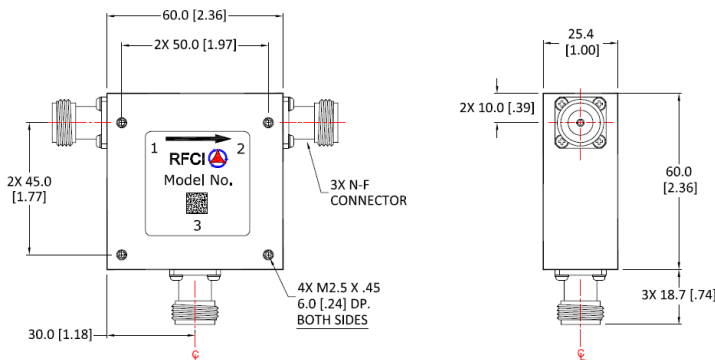 60.0 [2.36]
2X 50.0 [1.97]
25.4
[1.00]
2X 10.0 [.39]
1 2
RFCI
Model No.
3
2X 45.0
[1.77]
3X N-F
CONNECTOR
60.0
[2.36]
4X M2.5 X .45
6.0 [.24] DP.
BOTH SIDES
3X 18.7 [.74]
30.0 [1.18]
℄ ℄